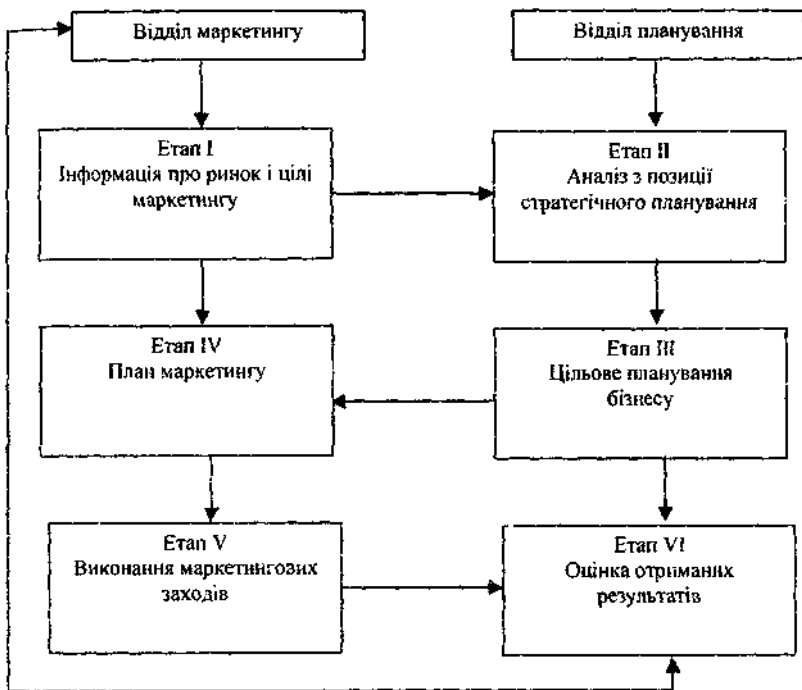 Відділ маркетингу
Відділ планування
Етап I
Інформація про ринок і цілі
маркетингу
Етап II
Аналіз з позиції
стратегічного планування
Етап IV
План маркетингу
Етап III
Цільове планування
бізнесу
Етап V
Виконання маркетингових
заходів
Етап VI
Оцінка отриманих
результатів